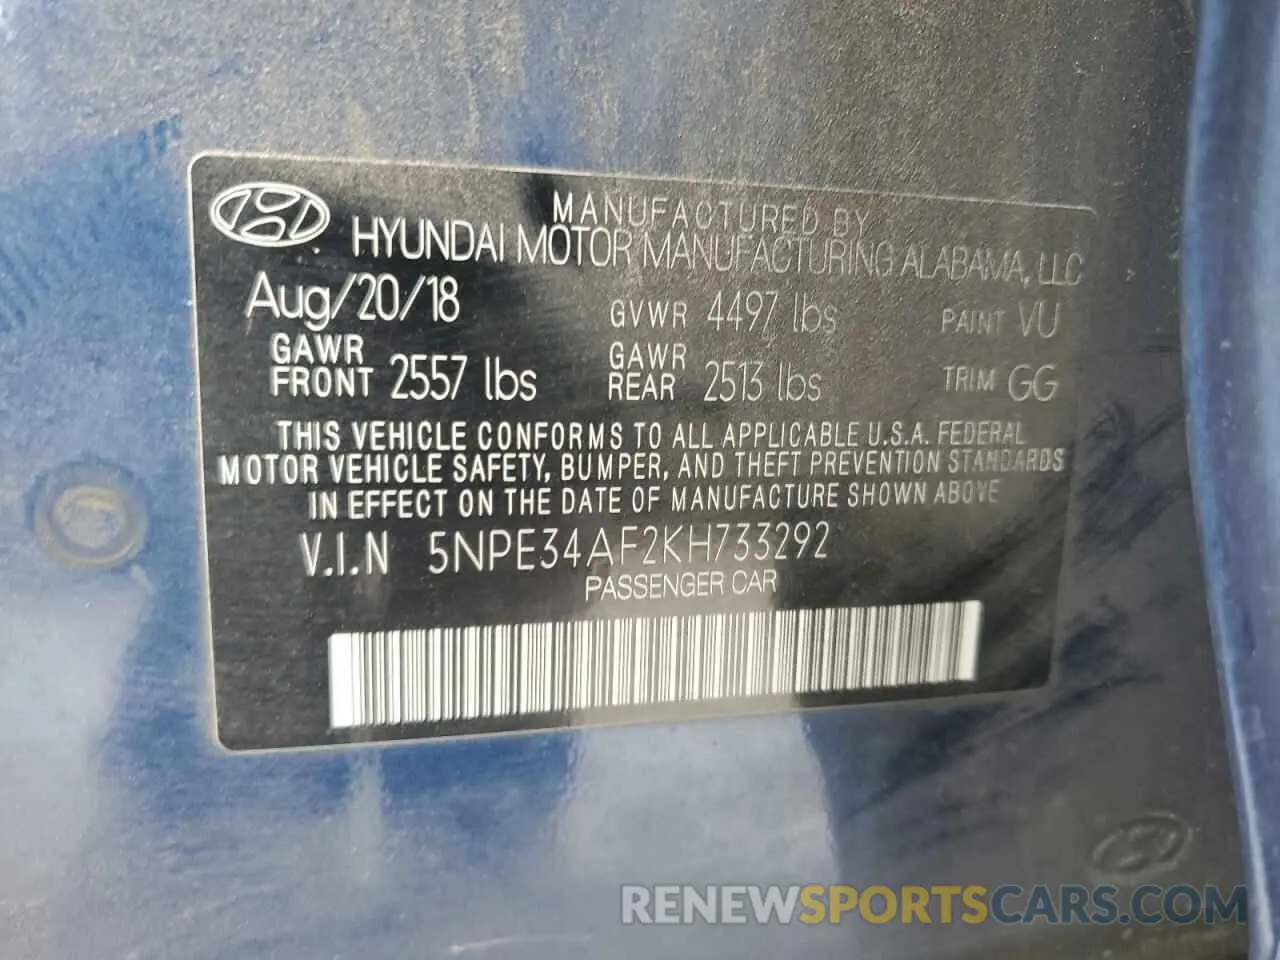 MANUFACTURED BY
HYUNDAI MOTOR MANUFACTURING ALABAMA, LLC
Aug/20/18 GVWR 4497 lbs PAINT VU
GAWR FRONT 2557 lbs GAWR REAR 2513 lbs TRIM GG
THIS VEHICLE CONFORMS TO ALL APPLICABLE U.S.A. FEDERAL
MOTOR VEHICLE SAFETY, BUMPER, AND THEFT PREVENTION STANDARDS
IN EFFECT ON THE DATE OF MANUFACTURE SHOWN ABOVE
V.I.N 5NPE34AF2KH733292
PASSENGER CAR
RENEWSPORTSCARS.COM